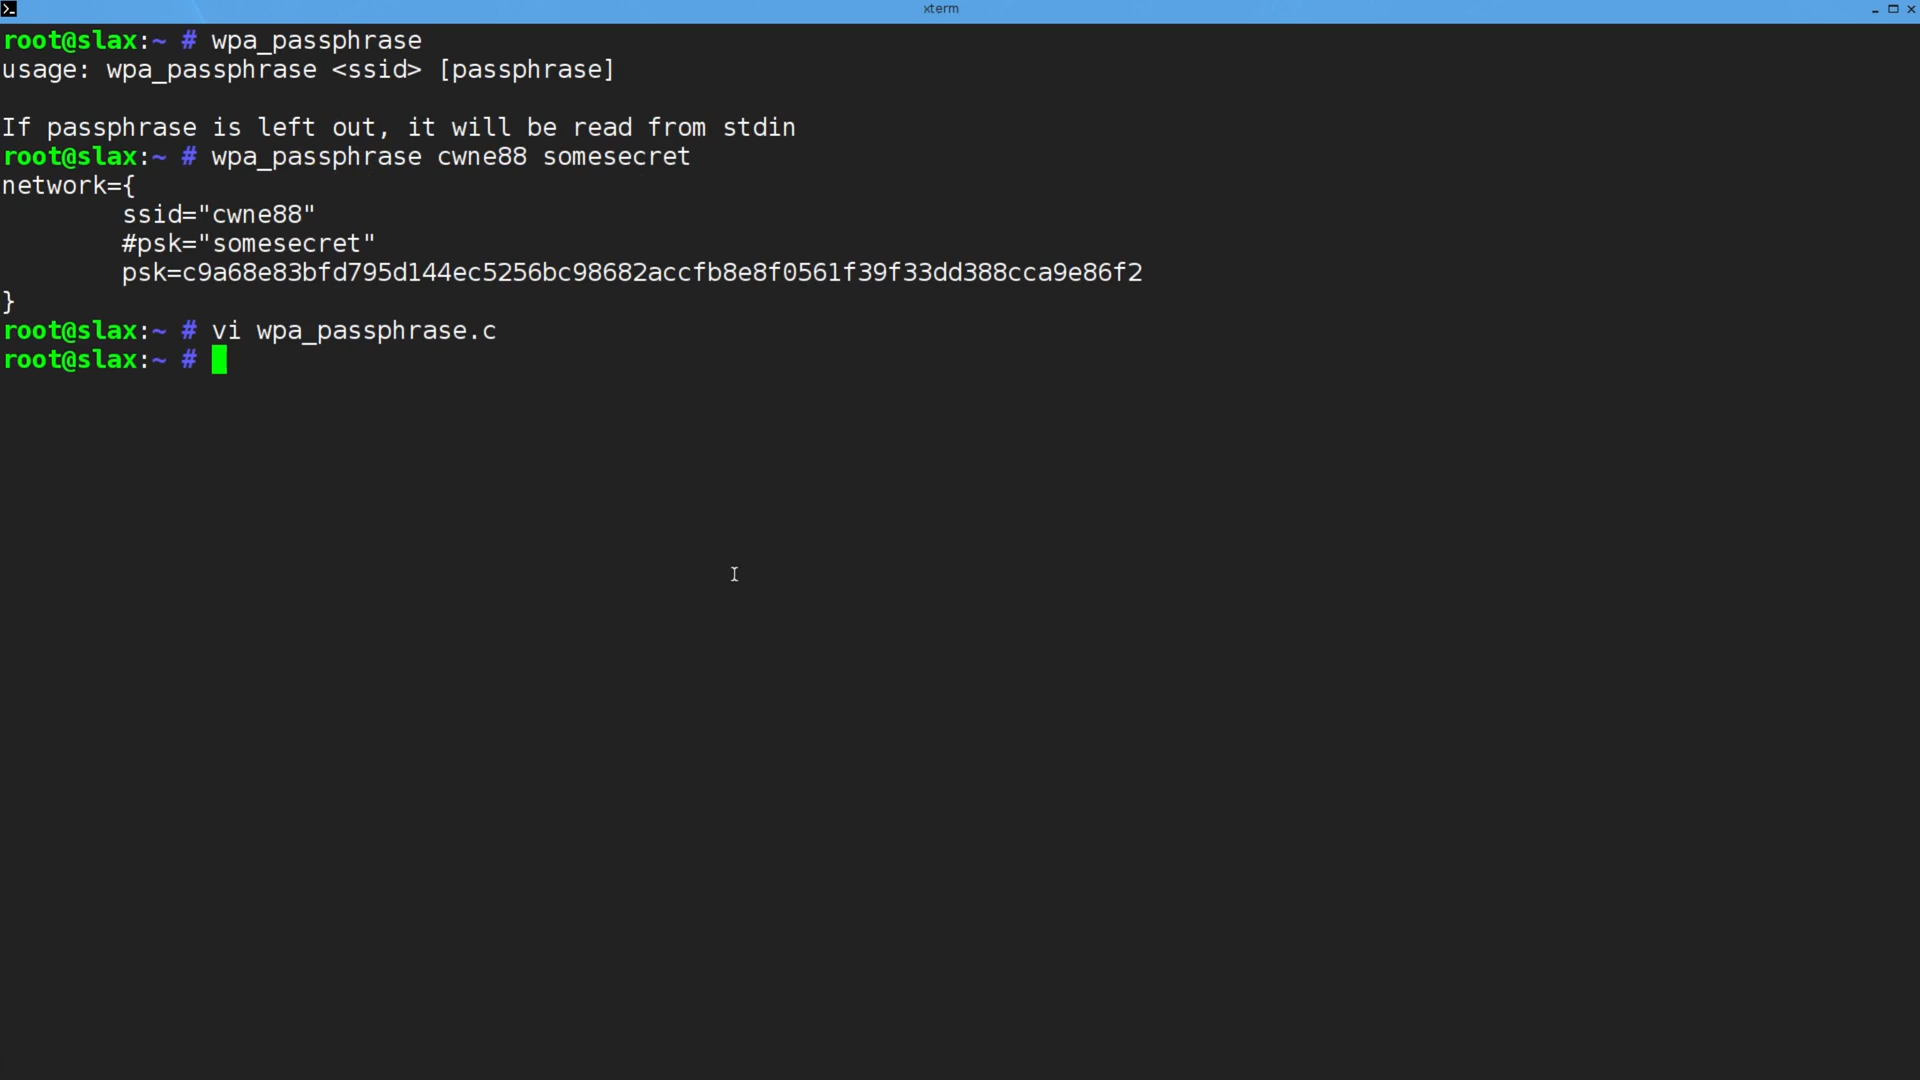 xterm
root@slax:~ # wpa_passphrase
usage: wpa_passphrase <ssid> [passphrase]
If passphrase is left out, it will be read from stdin
root@slax:~ # wpa_passphrase cwne88 somesecret
network={
ssid="cwne88"
#psk="somesecret"
psk=c9a68e83bfd795d144ec5256bc98682accfb8e8f0561f39f33dd388cca9e86f2
}
root@slax:~ # vi wpa_passphrase.c
root@slax:~ #